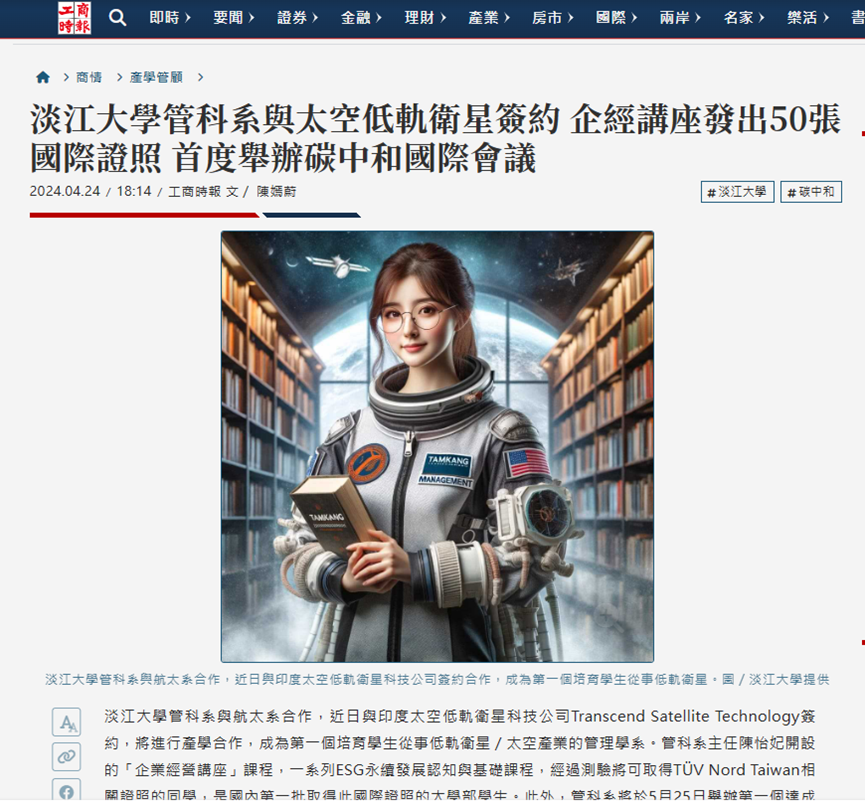 工商時報
即時
要聞
證券
金融
理財
產業
房市
國際
兩岸
名家
樂活
書
商情
產學管顧
淡江大學管科系與太空低軌衛星簽約 企經講座發出50張
國際證照 首度舉辦碳中和國際會議
2024.04.24 / 18:14 / 工商時報 文 / 陳嫣蔚
#淡江大學
#碳中和
TAMKANG
MANAGEMENT
TAMKANG
淡江大學管科系與航太系合作，近日與印度太空低軌衛星科技公司簽約合作，成為第一個培育學生從事低軌衛星。圖 / 淡江大學提供
淡江大學管科系與航太系合作，近日與印度太空低軌衛星科技公司Transcend Satellite Technology簽
約，將進行產學合作，成為第一個培育學生從事低軌衛星 / 太空產業的管理學系。管科系主任陳怡妃開設
的「企業經營講座」課程，一系列ESG永續發展認知與基礎課程，經過測驗將可取得TÜV Nord Taiwan相
關證照的同學，是國內第一批取得此國際證照的大學部學生。此外，管科系將於5月25日舉辦第一個達成